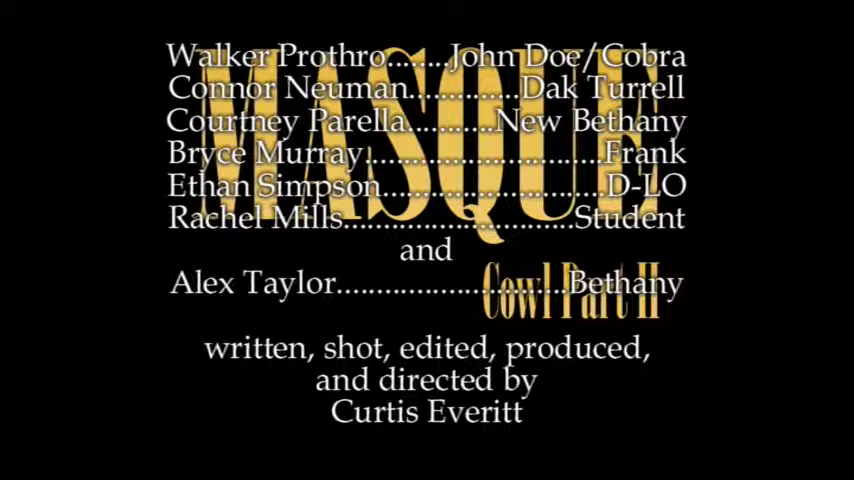 MASQUE
Cowl Part II
Walker Prothro........John Doe/Cobra
Connor Neuman..............Dak Turrell
Courtney Parella...........New Bethany
Bryce Murray..............................Frank
Ethan Simpson............................D-LO
Rachel Mills.............................Student
and
Alex Taylor.............................Bethany
written, shot, edited, produced,
and directed by
Curtis Everitt